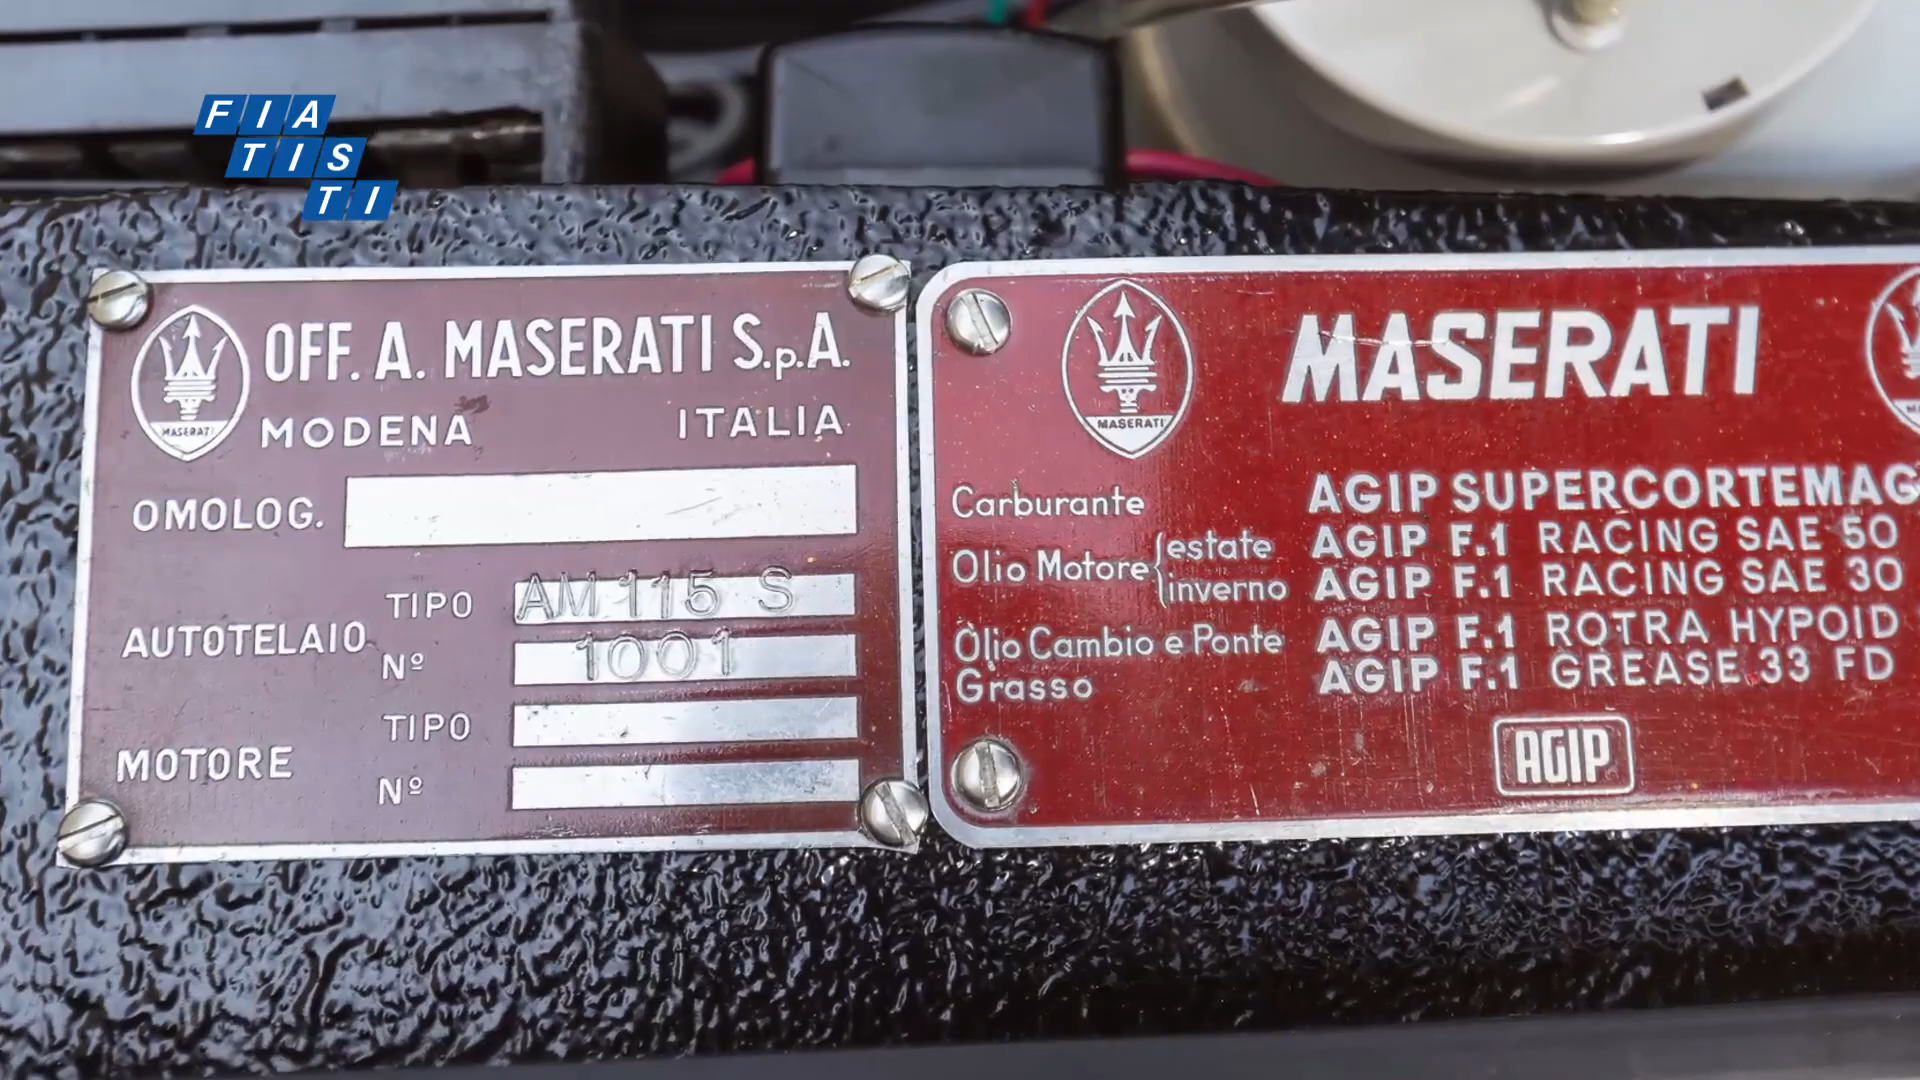 FIA
TIS
TI
OFF. A. MASERATI S.p.A.
MASERATI
MODENA ITALIA
OMOLOG.
AUTOTELAIO TIPO AM 115 S
Nº 1001
MOTORE TIPO
Nº
MASERATI
MASERATI
Carburante AGIP SUPERCORTEMAG
Olio Motore estate AGIP F.1 RACING SAE 50
inverno AGIP F.1 RACING SAE 30
Olio Cambio e Ponte AGIP F.1 ROTRA HYPOID
Grasso AGIP F.1 GREASE 33 FD
AGIP